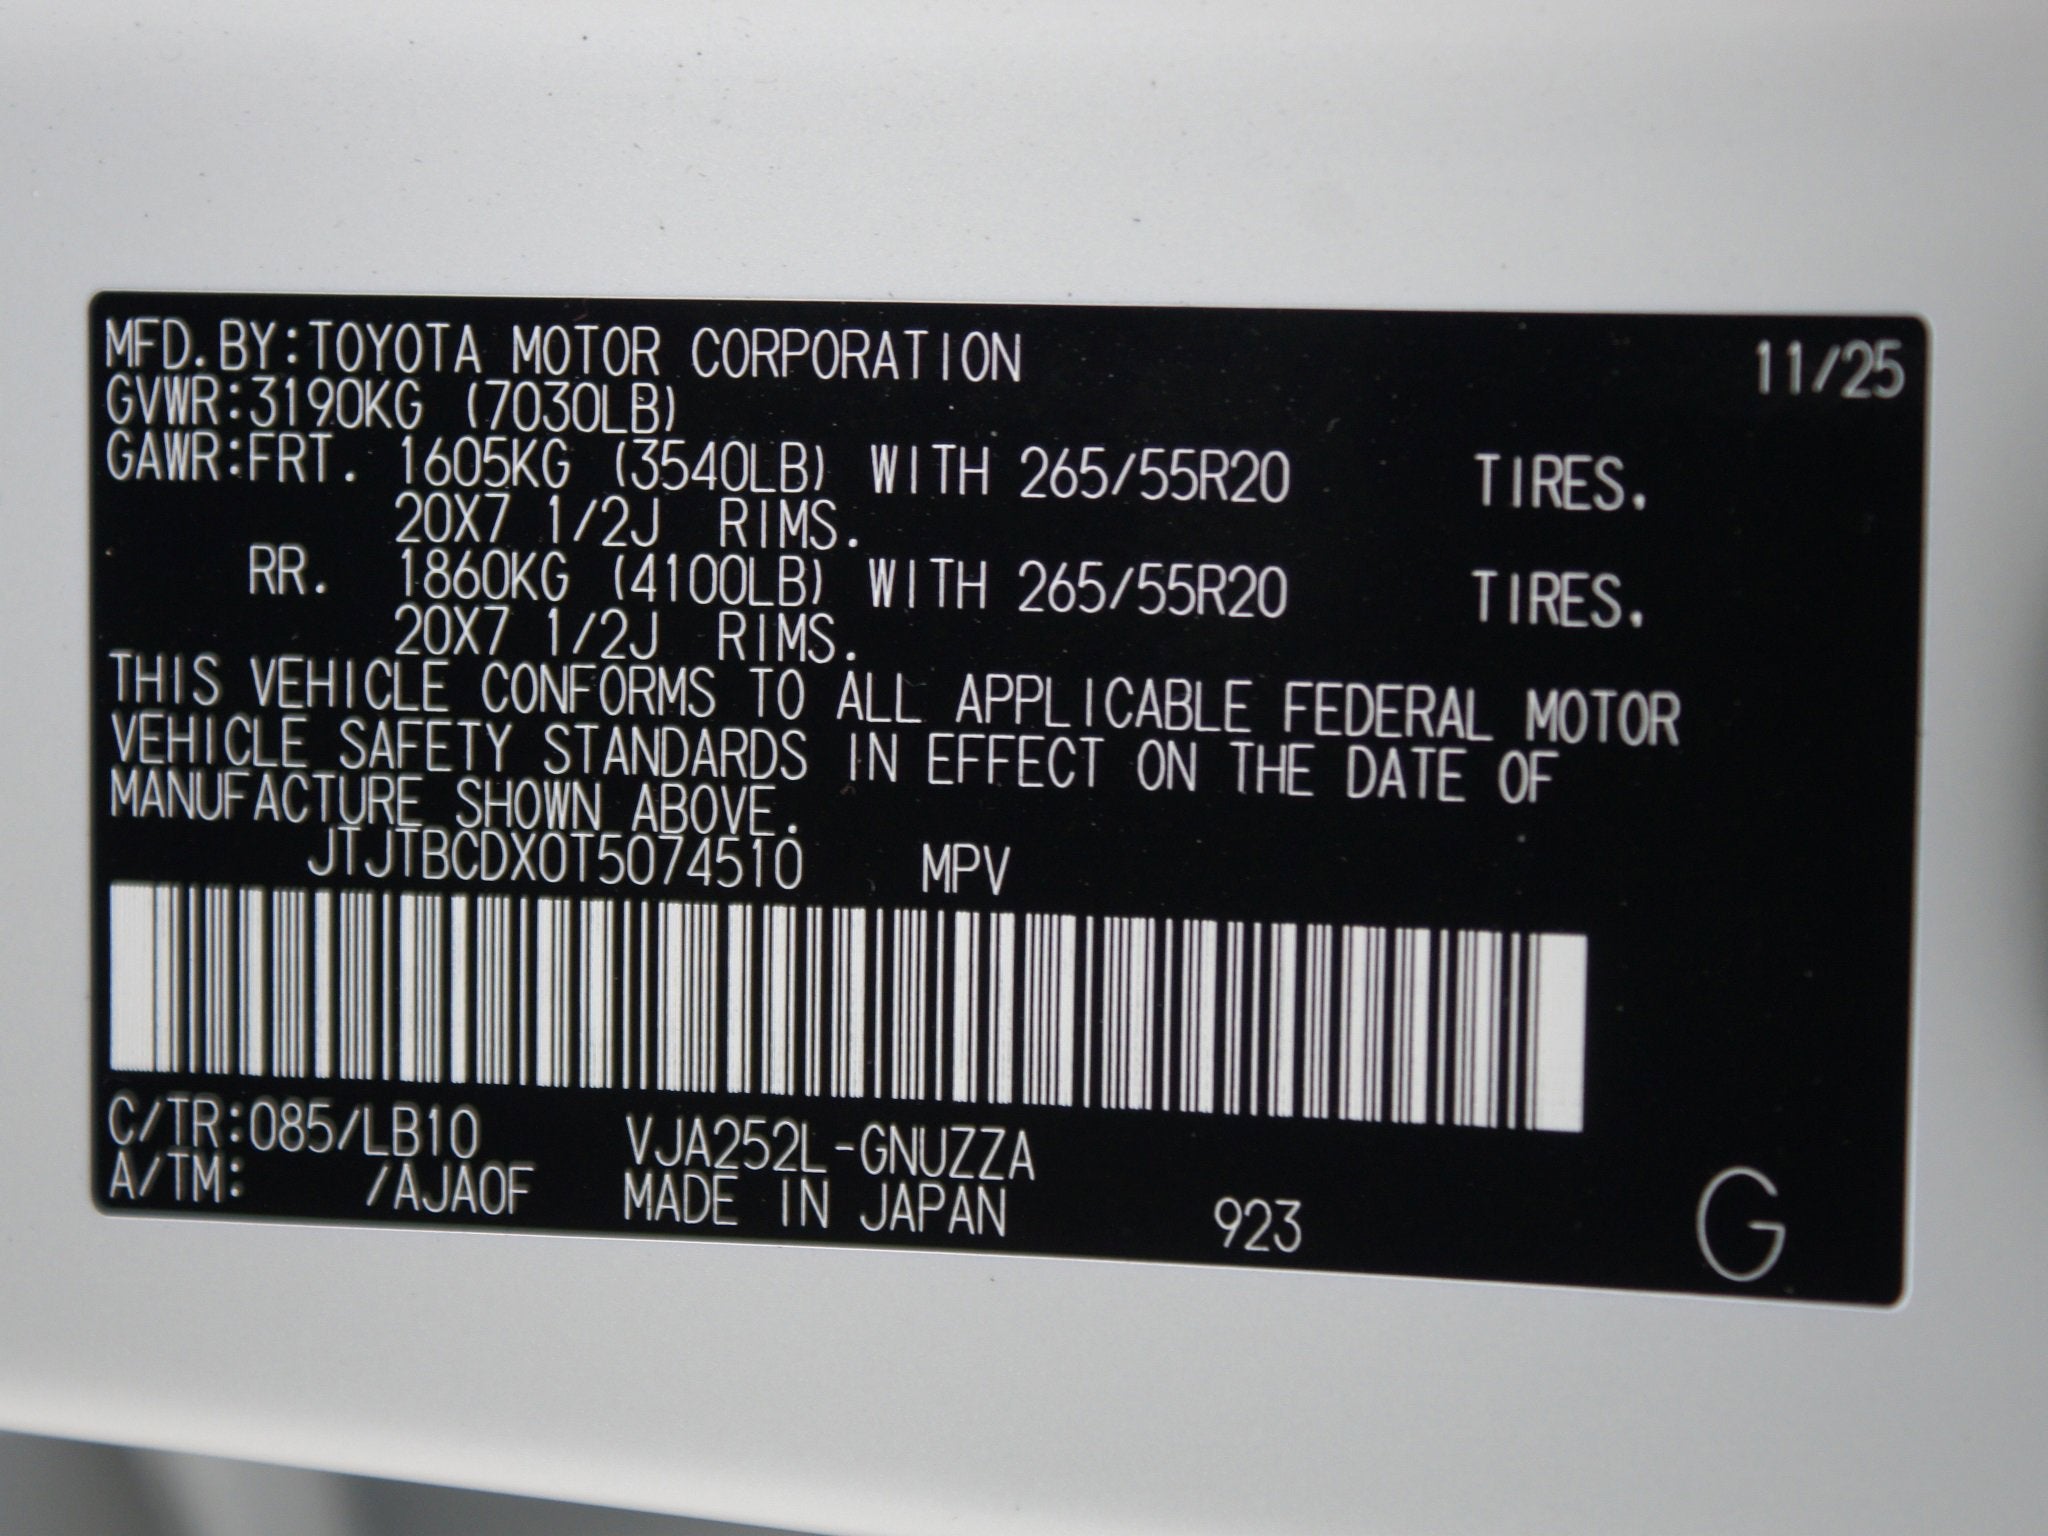 MFD.BY:TOYOTA MOTOR CORPORATION 11/25
GVWR:3190KG (7030LB)
GAWR:FRT. 1605KG (3540LB) WITH 265/55R20 TIRES.
20X7 1/2J RIMS.
RR. 1860KG (4100LB) WITH 265/55R20 TIRES.
20X7 1/2J RIMS.
THIS VEHICLE CONFORMS TO ALL APPLICABLE FEDERAL MOTOR
VEHICLE SAFETY STANDARDS IN EFFECT ON THE DATE OF
MANUFACTURE SHOWN ABOVE.
JTJTBCDX0T5074510 MPV
C/TR:085/LB10 VJA252L-GNUZZA
A/TM: /AJA0F MADE IN JAPAN 923 G